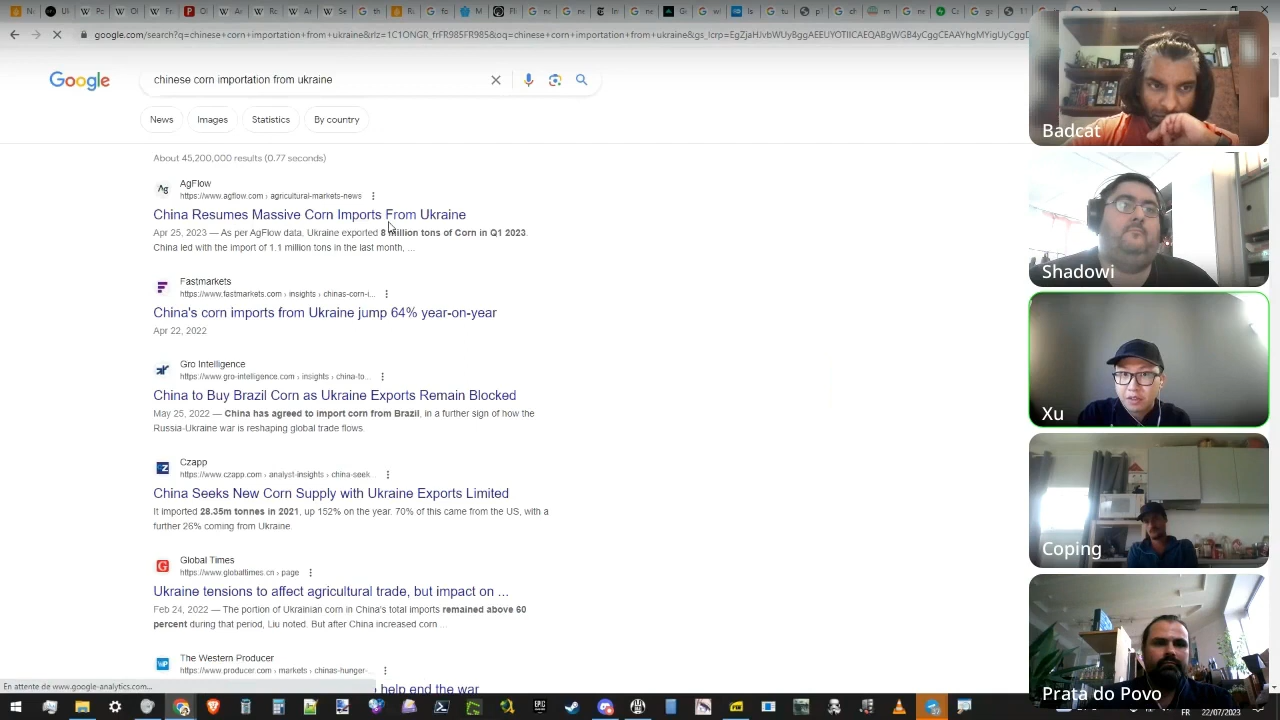 google.com/search?q=chinese+corn+importation+from+ukraine&rlz=1C1ONGR_frFR985FR985&oq=chinese+corn+importation+from+ukraine&gs_lcrp=
Google
chinese corn importation from ukraine
News
Images
Statistics
By country
About 45,200,000 results (0.77 seconds)
AgFlow
https://www.agflow.com › agricultural-markets-news
China Resumes Massive Corn Imports From Ukraine
Apr 25, 2023 — As per AgFlow data, Ukraine exported 8 million tons of Corn in Q1 2023.
China led with the import of 1.1 million tons in the last month, ...
Fastmarkets
https://www.fastmarkets.com › insights › chinas-corn-i...
China's corn imports from Ukraine jump 64% year-on-year
Apr 22, 2022
Gro Intelligence
https://www.gro-intelligence.com › insights › china-to...
China to Buy Brazil Corn as Ukraine Exports Remain Blocked
May 25, 2022 — China has agreed to import corn from Brazil, in a further sign of how the
Russia-Ukraine war is reshaping global trade flows.
Czapp
https://www.czapp.com › analyst-insights › china-seek...
China Seeks New Corn Supply with Ukraine Exports Limited
It imported 28.35m tonnes in 2021, up 152% on the year. 70% of this came from the US, with a
further 26% coming from Ukraine.
Global Times
https://www.globaltimes.cn › page
Ukraine tensions to affect agricultural trade, but impact on ...
Feb 24, 2022 — The portion of Ukrainian corn in China's total imports remained above 60
percent during that period, Liu noted. But after China increased corn ...
The Western Producer
https://www.producer.com › markets › chinas-hunger-...
help end the war
En attente de www.google-analytics.com...
Badcat
Shadowi
Xu
Coping
Prata do Povo
FR
22/07/2023